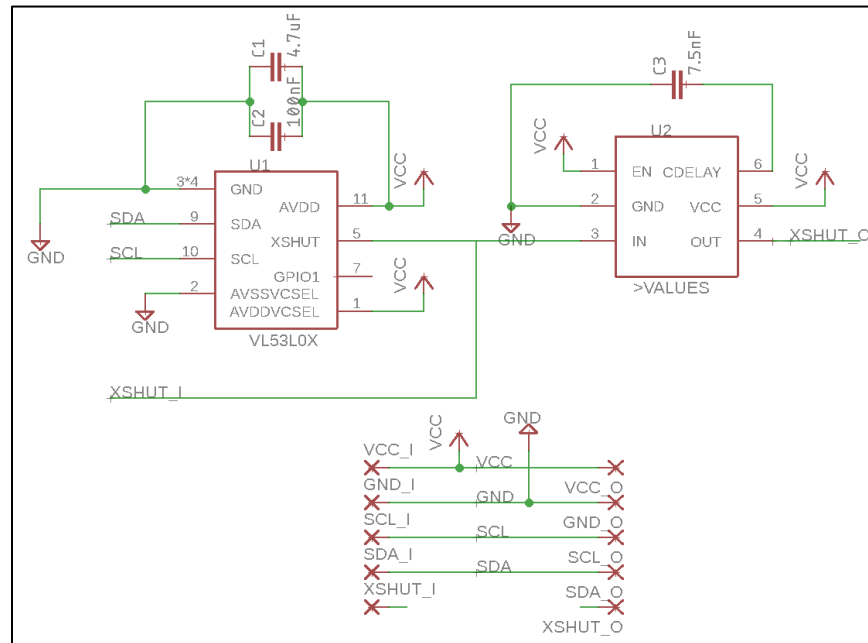 C1
4.7uF
C2
100nF
U1
3*4
GND
AVDD
11
VCC
SDA
9
SDA
XSHUT
5
GND
SCL
10
SCL
GPIO1
7
VCC
2
AVSSVCSEL
AVDDVCSEL
1
GND
VL53L0X
XSHUT_I
C3
7.5nF
U2
VCC
1
EN
CDELAY
6
VCC
2
GND
VCC
5
GND
3
IN
OUT
4
XSHUT_O
>VALUES
VCC
GND
VCC_I
VCC
VCC_O
GND_I
GND
GND_O
SCL_I
SCL
SCL_O
SDA_I
SDA
SDA_O
XSHUT_I
XSHUT_O